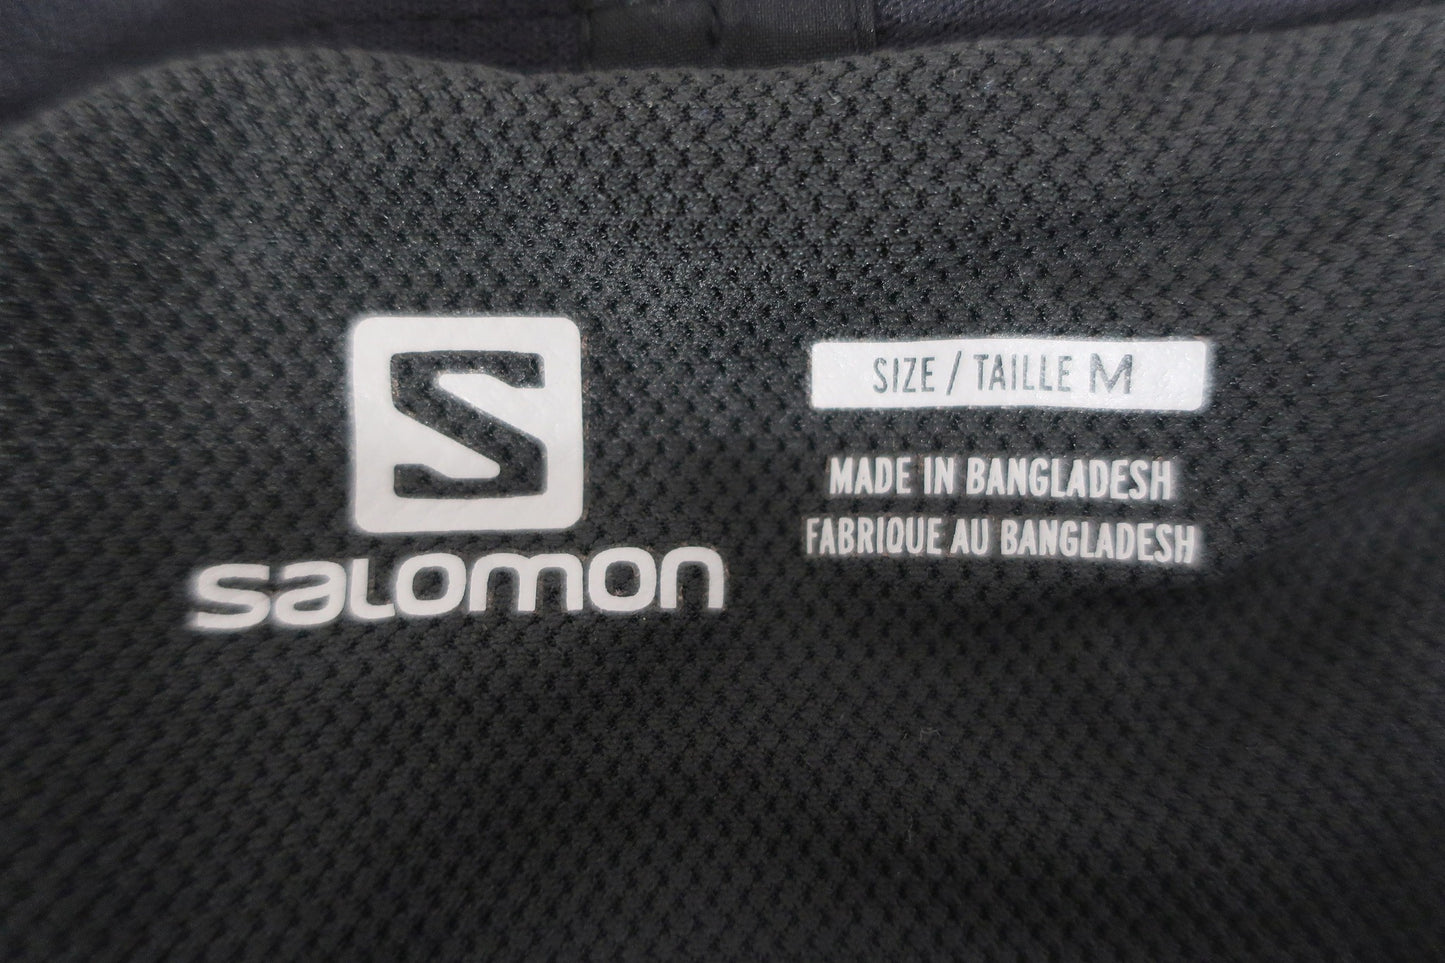 S
salomon
SIZE / TAILLE M
MADE IN BANGLADESH
FABRIQUE AU BANGLADESH